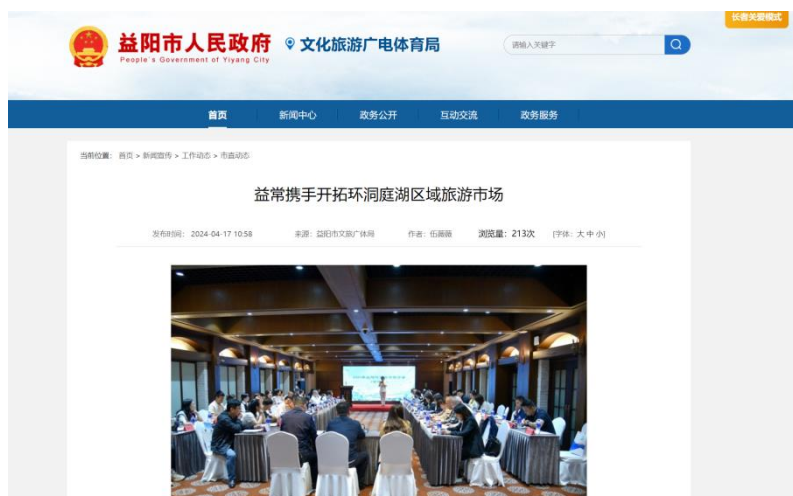 长者关爱模式
益阳市人民政府 文化旅游广电体育局
People's Government of Yiyang City
请输入关键字
首页 新闻中心 政务公开 互动交流 政务服务
当前位置： 首页 > 新闻宣传 > 工作动态 > 市直动态
益常携手开拓环洞庭湖区域旅游市场
发布时间： 2024-04-17 10:58 来源：益阳市文旅广体局 作者：伍薇薇 浏览量：213次 [字体：大 中 小]